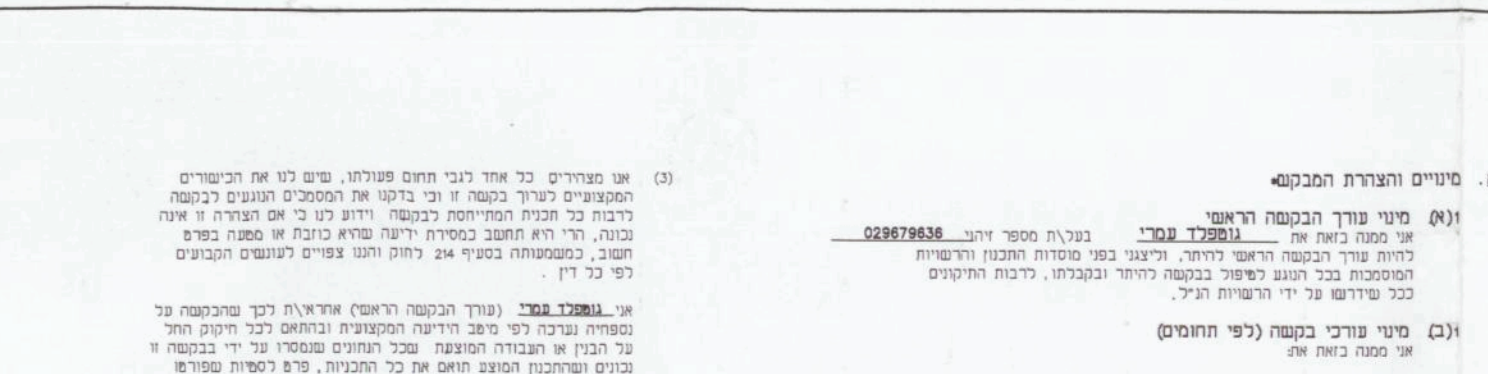 . מינויים והצהרת המבקש•
1(א) מינוי עורך הבקשה הראשי
אני ממנה בזאת את גוטפלד עמרי בעל\ת מספר זיהוי 029679636
להיות עורך הבקשה הראשי להיתר, וליצגני בפני מוסדות התכנון והרשויות
המוסמכות בכל הנוגע לטיפול בבקשה להיתר ובקבלתו, לרבות התיקונים
ככל שידרשו על ידי הרשויות הנ"ל.
1(ב) מינוי עורכי בקשה (לפי תחומים)
אני ממנה בזאת את:
(3) אנו מצהירים כל אחד לגבי תחום פעולתו, שיש לנו את הכישורים
המקצועיים לערוך בקשה זו וכי בדקנו את המסמכים הנוגעים לבקשה
לרבות כל תכנית המתייחסת לבקשה וידוע לנו כי אם הצהרה זו אינה
נכונה, הרי היא תחשב כמסירת ידיעה שהיא כוזבת או מטעה בפרט
חשוב, כמשמעותה בסעיף 214 לחוק והננו צפויים לעונשים הקבועים
לפי כל דין .
אני גוטפלד עמרי (עורך הבקשה הראשי) אחראי\ת לכך שהבקשה על
נספחיה נערכה לפי מיטב הידיעה המקצועית ובהתאם לכל חיקוק החל
על הבנין או העבודה המוצעת שכל הנתונים שנמסרו על ידי בבקשה זו
נכונים ושהתכנון המוצע תואם את כל התכניות, פרט לסטיות שפורטו